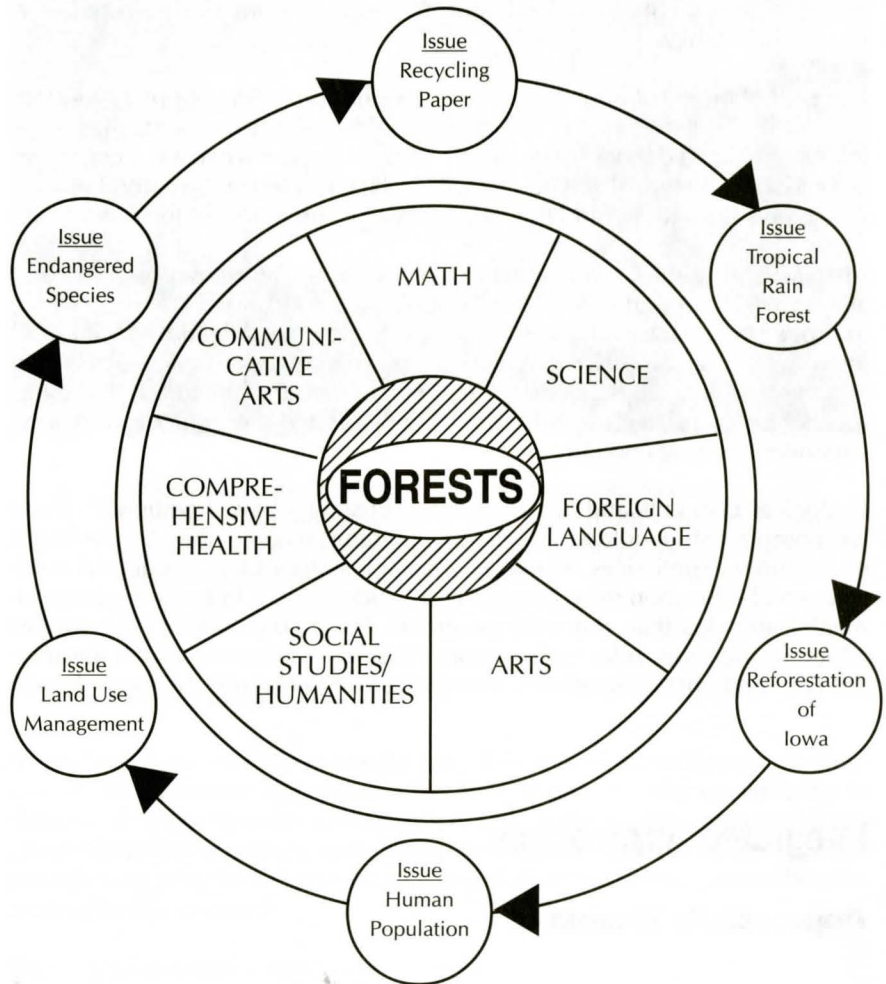 Issue
Recycling
Paper
Issue
Tropical
Rain
Forest
Issue
Reforestation
of
Iowa
Issue
Human
Population
Issue
Land Use
Management
Issue
Endangered
Species
MATH
SCIENCE
FOREIGN
LANGUAGE
ARTS
SOCIAL
STUDIES/
HUMANITIES
COMPRE-
HENSIVE
HEALTH
COMMUNI-
CATIVE
ARTS
FORESTS